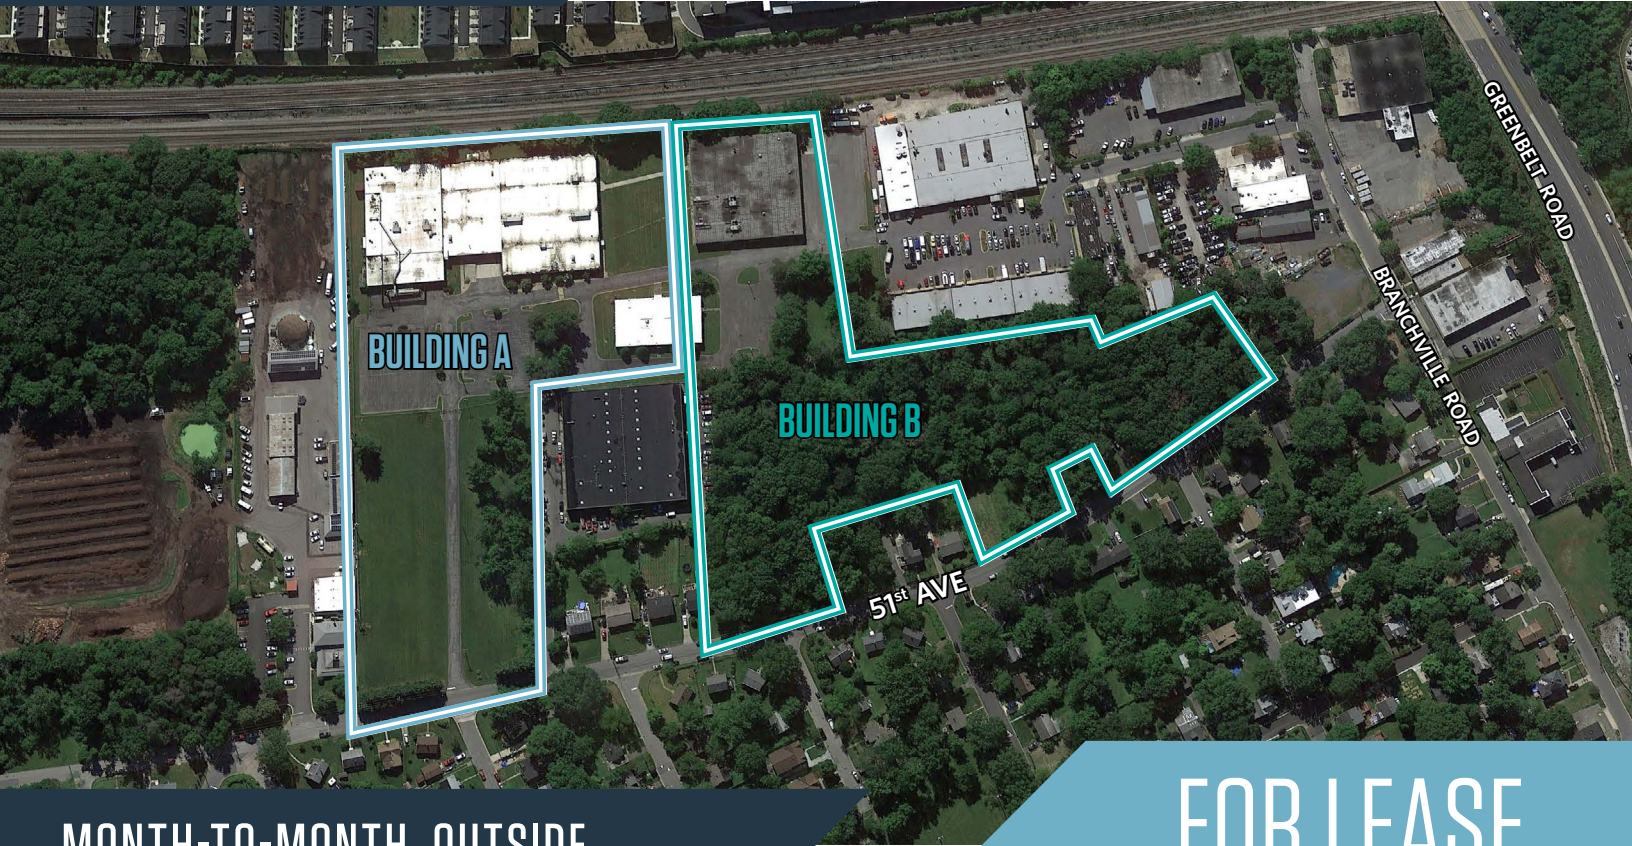 GREENBELT ROAD
BRANCHVILLE ROAD
BUILDING A
BUILDING B
51st AVE
MONTH-TO-MONTH, OUTSIDE
FOR LEASE